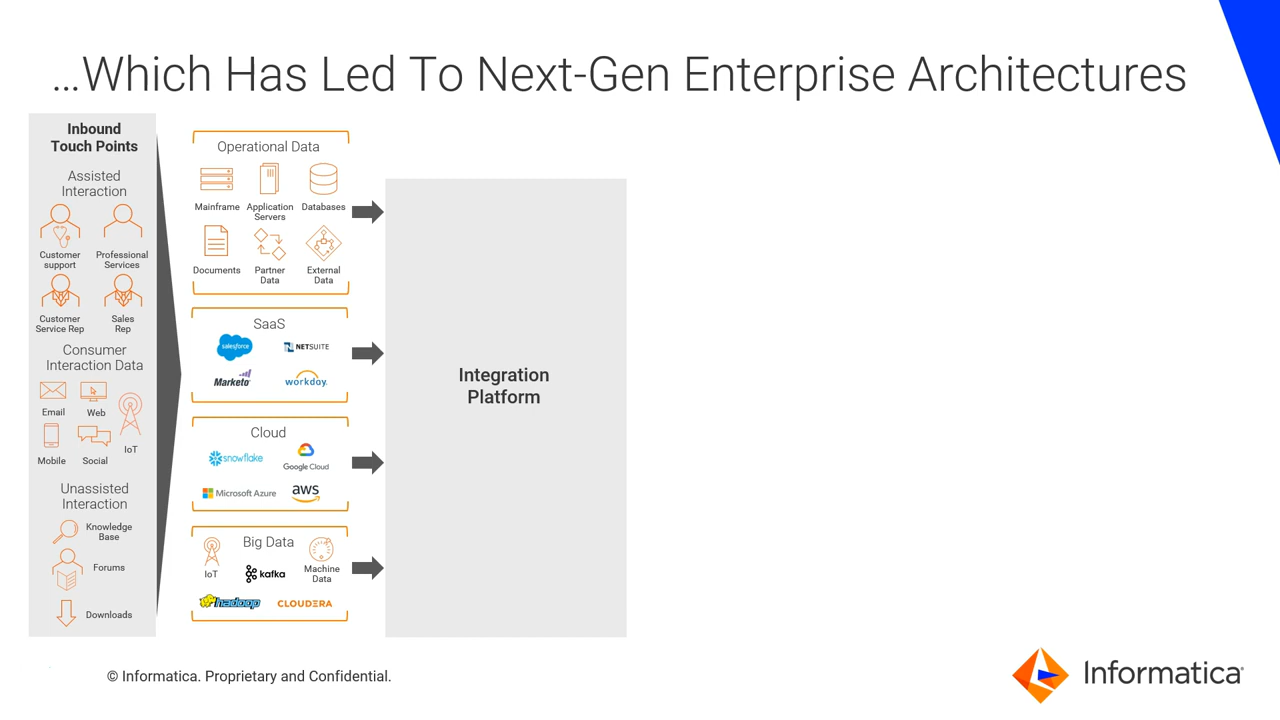 ...Which Has Led To Next-Gen Enterprise Architectures
Inbound
Touch Points
Assisted
Interaction
Customer
support
Professional
Services
Customer
Service Rep
Sales
Rep
Consumer
Interaction Data
Email
Web
IoT
Mobile
Social
Unassisted
Interaction
Knowledge
Base
Forums
Downloads
Operational Data
Mainframe
Application
Servers
Databases
Documents
Partner
Data
External
Data
SaaS
salesforce
NETSUITE
Marketo
workday.
Cloud
snowflake
Google Cloud
Microsoft Azure
aws
Big Data
IoT
kafka
Machine
Data
hadoop
CLOUDERA
Integration
Platform
© Informatica. Proprietary and Confidential.
Informatica®